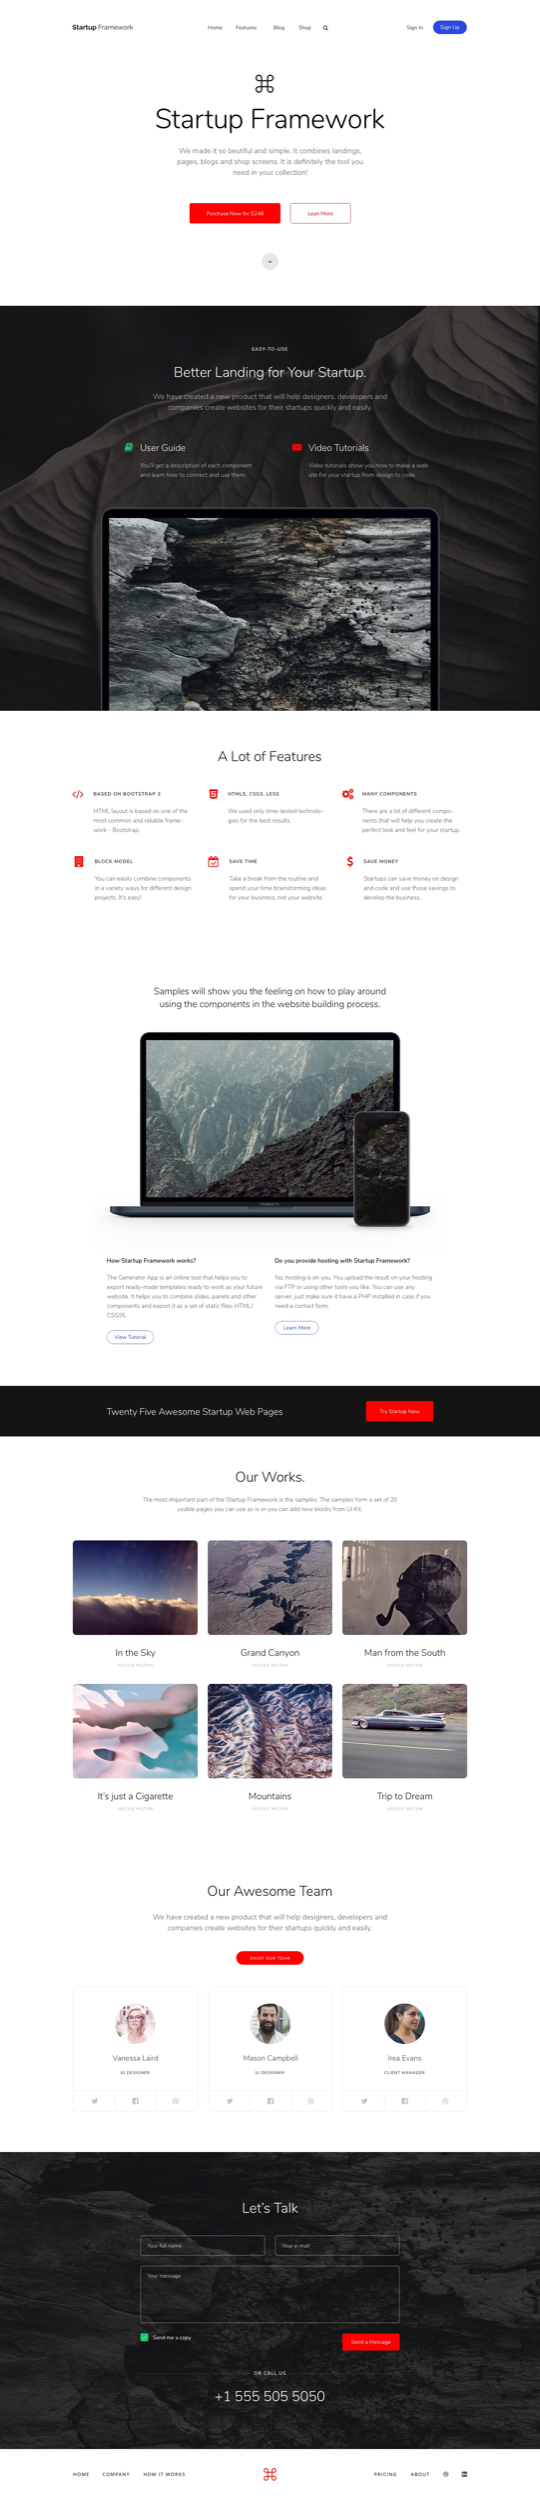 Startup Framework
Home Features Blog Shop
Sign In Sign Up
Startup Framework
We made it so beutiful and simple. It combines landings,
pages, blogs and shop screens. It is definitely the tool you
need in your collection!
Purchase Now for $248
Learn More
EASY-TO-USE
Better Landing for Your Startup.
We have created a new product that will help designers, developers and
companies create websites for their startups quickly and easily.
User Guide
You'll get a description of each component
and learn how to connect and use them.
Video Tutorials
Video tutorials show you how to make a web
site for your startup from design to code.
A Lot of Features
BASED ON BOOTSTRAP 3
HTML layout is based on one of the
most common and reliable frame-
work - Bootstrap.
HTML5, CSS3, LESS
We used only time-tested technolo-
gies for the best results.
MANY COMPONENTS
There are a lot of different compo-
nents that will help you create the
perfect look and feel for your startup.
BLOCK MODEL
You can easily combine components
in a variety ways for different design
projects. It's easy!
SAVE TIME
Take a break from the routine and
spend your time brainstorming ideas
for your business, not your website.
SAVE MONEY
Startups can save money on design
and code and use those savings to
develop the business.
Samples will show you the feeling on how to play around
using the components in the website building process.
How Startup Framework works?
The Generator App is an online tool that helps you to
export ready-made templates ready to work as your future
website. It helps you to combine slides, panels and other
components and export it as a set of static files: HTML/
CSS/JS.
View Tutorial
Do you provide hosting with Startup Framework?
No, hosting is on you. You upload the result on your hosting
via FTP or using other tools you like. You can use any
server, just make sure it have a PHP installed in case if you
need a contact form.
Learn More
Twenty Five Awesome Startup Web Pages
Try Startup Now
Our Works.
The most important part of the Startup Framework is the samples. The samples form a set of 20
usable pages you can use as is or you can add new blocks from UI Kit.
In the Sky
NICOLE MILTON
Grand Canyon
NICOLE MILTON
Man from the South
NICOLE MILTON
It's just a Cigarette
NICOLE MILTON
Mountains
NICOLE MILTON
Trip to Dream
NICOLE MILTON
Our Awesome Team
We have created a new product that will help designers, developers and
companies create websites for their startups quickly and easily.
ENJOY OUR TEAM
Vanessa Laird
UI DESIGNER
Mason Campbell
UI DESIGNER
Irea Evans
CLIENT MANAGER
Let's Talk
Your full name
Your e-mail
Your message
Send me a copy
Send a Message
OR CALL US
+1 555 505 5050
HOME COMPANY HOW IT WORKS
PRICING ABOUT